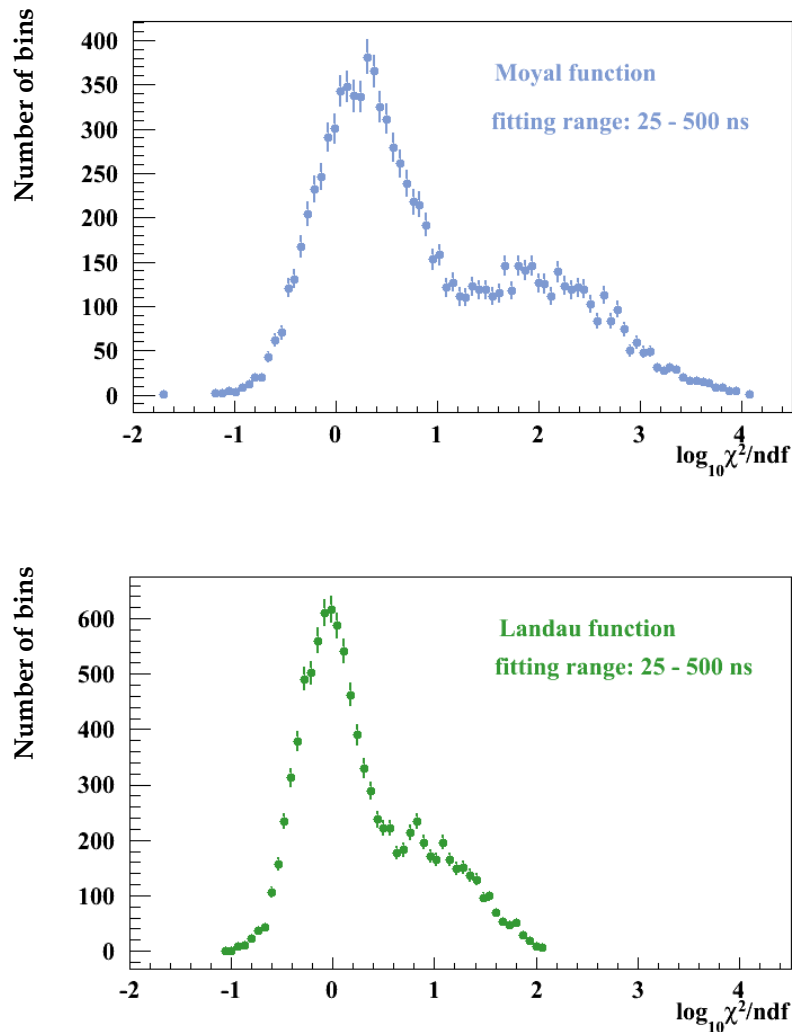 Number of bins
400
350
300
250
200
150
100
50
0
Moyal function
fitting range: 25 - 500 ns
-2 -1 0 1 2 3 4
log₁₀χ²/ndf
Number of bins
600
500
400
300
200
100
0
Landau function
fitting range: 25 - 500 ns
-2 -1 0 1 2 3 4
log₁₀χ²/ndf